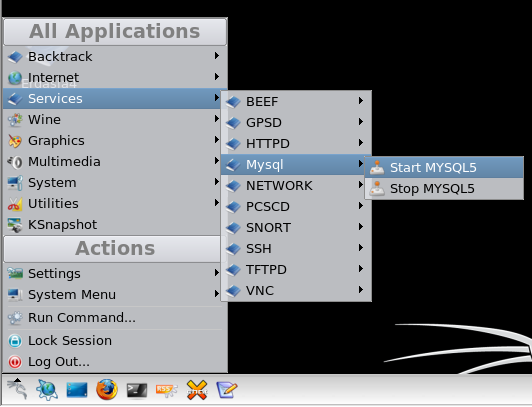 All Applications
Backtrack
Internet
Services
Wine
Graphics
Multimedia
System
Utilities
KSnapshot
Actions
Settings
System Menu
Run Command...
Lock Session
Log Out...
BEEF
GPSD
HTTPD
Mysql
NETWORK
PCSCD
SNORT
SSH
TFTPD
VNC
Start MYSQL5
Stop MYSQL5